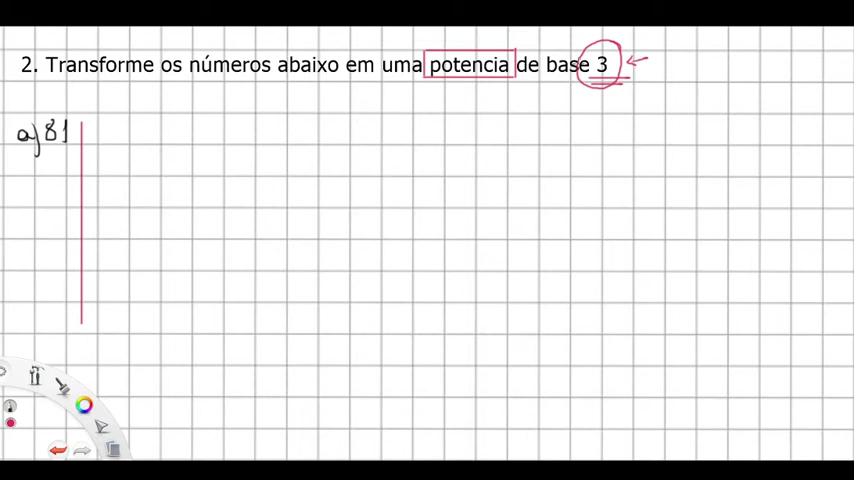 2. Transforme os números abaixo em uma potencia de base 3
a) 81